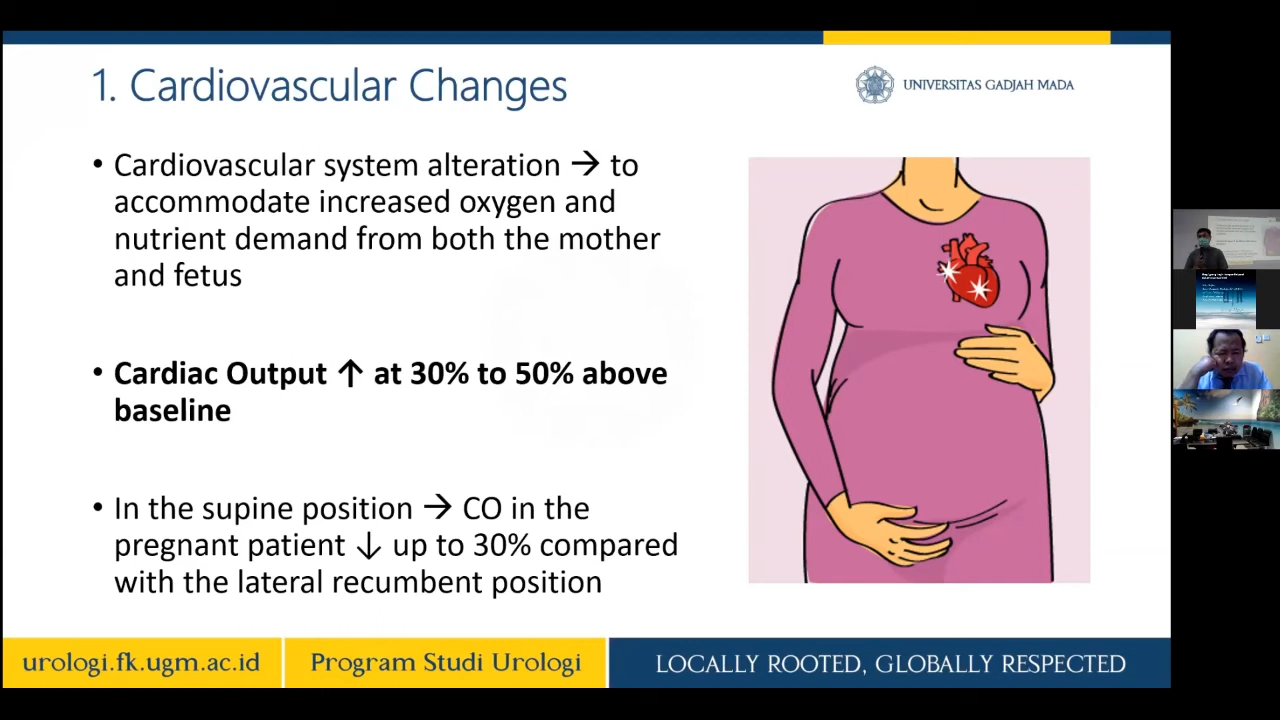 1. Cardiovascular Changes
UNIVERSITAS GADJAH MADA
• Cardiovascular system alteration → to
accommodate increased oxygen and
nutrient demand from both the mother
and fetus
• Cardiac Output ↑ at 30% to 50% above
baseline
• In the supine position → CO in the
pregnant patient ↓ up to 30% compared
with the lateral recumbent position
urologi.fk.ugm.ac.id
Program Studi Urologi
LOCALLY ROOTED, GLOBALLY RESPECTED